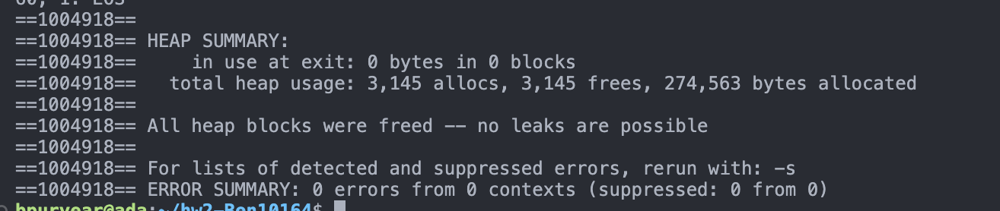 60, 1: EOS
==1004918==
==1004918== HEAP SUMMARY:
==1004918==     in use at exit: 0 bytes in 0 blocks
==1004918==   total heap usage: 3,145 allocs, 3,145 frees, 274,563 bytes allocated
==1004918==
==1004918== All heap blocks were freed -- no leaks are possible
==1004918==
==1004918== For lists of detected and suppressed errors, rerun with: -s
==1004918== ERROR SUMMARY: 0 errors from 0 contexts (suppressed: 0 from 0)
bpuryear@ada:~/hw2-Ben10164$